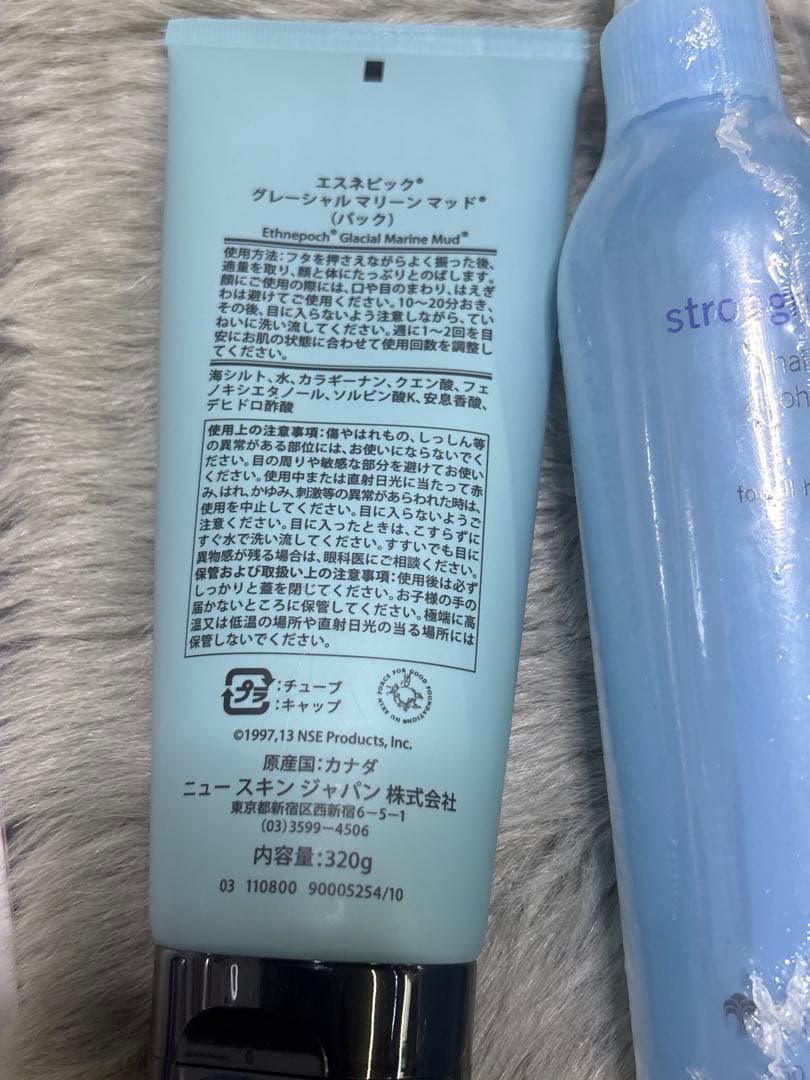 エスネピック®
グレーシャル マリーン マッド®
(パック)
Ethnepoch® Glacial Marine Mud®
使用方法：フタを押さえながらよく振った後、
適量を取り、顔と体にたっぷりとのばします。
顔にご使用の際には、口や目のまわり、はえぎ
わは避けてご使用ください。10〜20分おき、
その後、目に入らないよう注意しながら、てい
ねいに洗い流してください。週に1〜2回を目
安にお肌の状態に合わせて使用回数を調整し
てください。
海シルト、水、カラギーナン、クエン酸、フェ
ノキシエタノール、ソルビン酸K、安息香酸、
デヒドロ酢酸
使用上の注意事項：傷やはれもの、しっしん等
の異常がある部位には、お使いにならないでく
ださい。目の周りや敏感な部分を避けてお使い
ください。使用中または直射日光に当たって赤
み、はれ、かゆみ、刺激等の異常があらわれた時は、
使用を中止してください。目に入らないようご
注意ください。目に入ったときは、こすらずに
すぐ水で洗い流してください。すすいでも目に
異物感が残る場合は、眼科医にご相談ください。
保管および取扱い上の注意事項：使用後は必ず
しっかりと蓋を閉じてください。お子様の手の
届かないところに保管してください。極端に高
温又は低温の場所や直射日光の当る場所には
保管しないでください。
プラ
：チューブ
：キャップ
NU SKIN FORCE FOR GOOD FOUNDATION
©1997,13 NSE Products, Inc.
原産国：カナダ
ニュー スキン ジャパン 株式会社
東京都新宿区西新宿6−5−1
(03)3599−4506
内容量：320g
03 110800 90005254/10
strong
hai